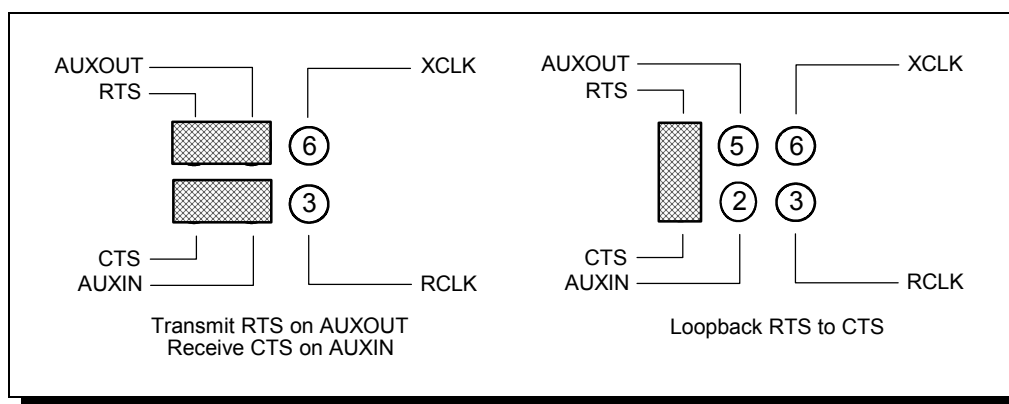 AUXOUT
RTS
XCLK
6
3
CTS
AUXIN
RCLK
Transmit RTS on AUXOUT
Receive CTS on AUXIN
AUXOUT
RTS
XCLK
5
6
2
3
CTS
AUXIN
RCLK
Loopback RTS to CTS